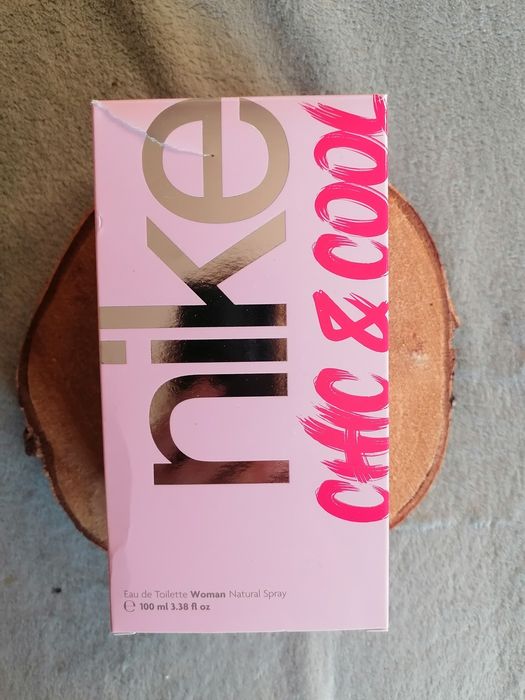 nike
CHIC & COOL
Eau de Toilette Woman Natural Spray
℮ 100 ml 3.38 fl oz